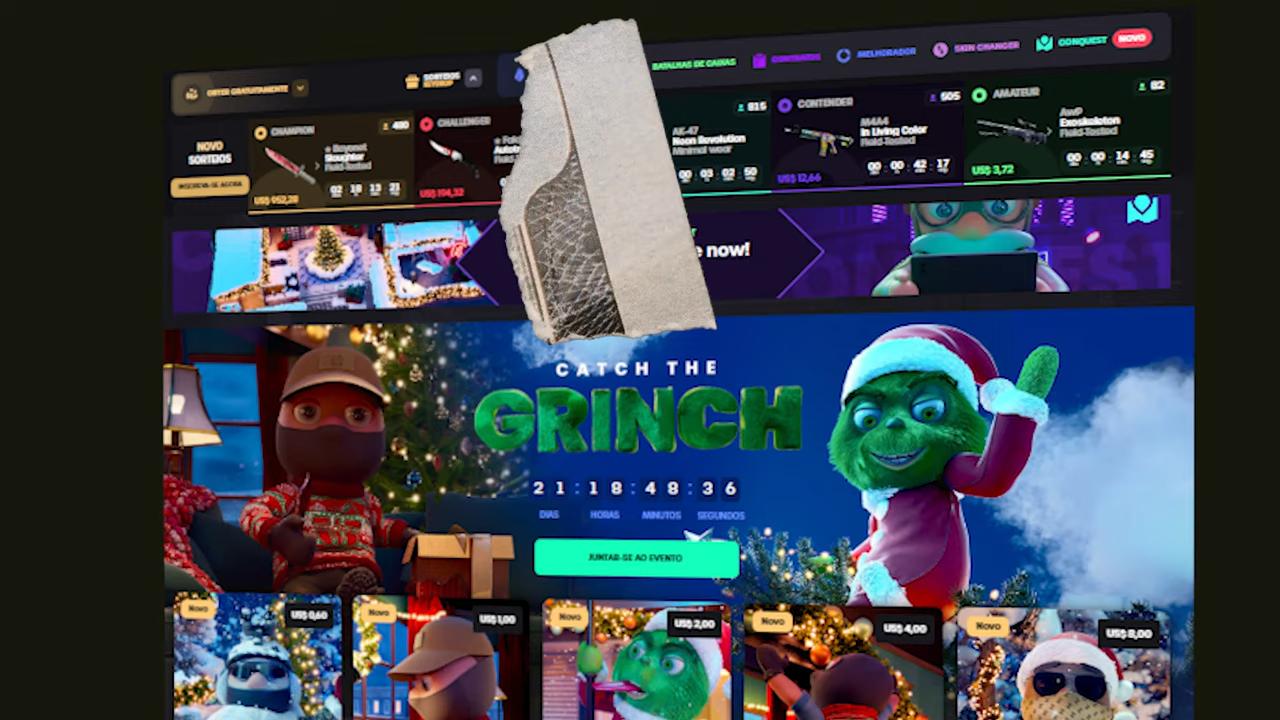 OBTER GRATUITAMENTE
SORTEIOS
KEYDROP
BATALHAS DE CAIXAS
CONTRATOS
MELHORADOR
SKIN CHANGER
CONQUEST
NOVO
NOVO
SORTEIOS
INSCREVA-SE AGORA
CHAMPION
480
★ Bayonet
Slaughter
Field-Tested
US$ 952,28
02 18 13 21
CHALLENGER
US$ 194,32
815
AK-47
Neon Revolution
Minimal wear
00 03 02 50
CONTENDER
505
M4A4
In Living Color
Field-Tested
US$ 12,66
00 00 42 17
AMATEUR
82
AWP
Exoskeleton
Field-Tested
US$ 3,72
00 00 14 45
now!
CATCH THE
GRINCH
21:18:48:36
DIAS HORAS MINUTOS SEGUNDOS
JUNTAR-SE AO EVENTO
Novo US$ 0,60
Novo US$ 1,00
Novo US$ 2,00
Novo US$ 4,00
Novo US$ 8,00